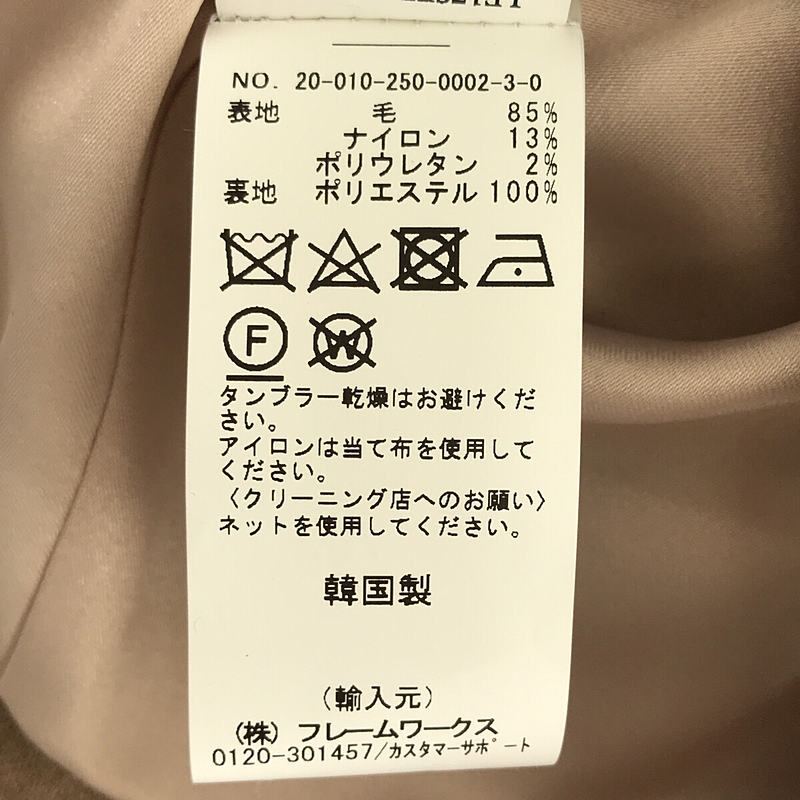 NO. 20-010-250-0002-3-0
表地 毛 85%
ナイロン 13%
ポリウレタン 2%
裏地 ポリエステル 100%
F
W
タンブラー乾燥はお避けくだ
さい。
アイロンは当て布を使用して
ください。
〈クリーニング店へのお願い〉
ネットを使用してください。
韓国製
(輸入元)
(株) フレームワークス
0120-301457/カスタマーサポート